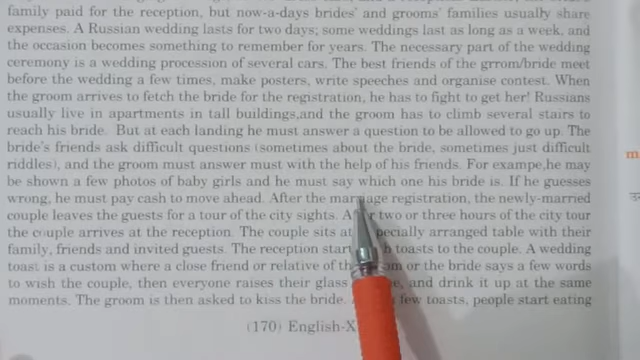 family paid for the reception, but now-a-days brides' and grooms' families usually share
expenses. A Russian wedding lasts for two days; some weddings last as long as a week, and
the occasion becomes something to remember for years. The necessary part of the wedding
ceremony is a wedding procession of several cars. The best friends of the grrom/bride meet
before the wedding a few times, make posters, write speeches and organise contest. When
the groom arrives to fetch the bride for the registration, he has to fight to get her! Russians
usually live in apartments in tall buildings,and the groom has to climb several stairs to
reach his bride. But at each landing he must answer a question to be allowed to go up. The
bride's friends ask difficult questions (sometimes about the bride, sometimes just difficult
riddles), and the groom must answer must with the help of his friends. For exampe,he may
be shown a few photos of baby girls and he must say which one his bride is. If he guesses
wrong, he must pay cash to move ahead. After the marriage registration, the newly-married
couple leaves the guests for a tour of the city sights. two or three hours of the city tour
the couple arrives at the reception. The couple sits at specially arranged table with their
family, friends and invited guests. The reception toasts to the couple. A wedding
toast is a custom where a close friend or relative of or the bride says a few words
to wish the couple, then everyone raises their glass and drink it up at the same
moments. The groom is then asked to kiss the bride. few toasts, people start eating
(170) English-X